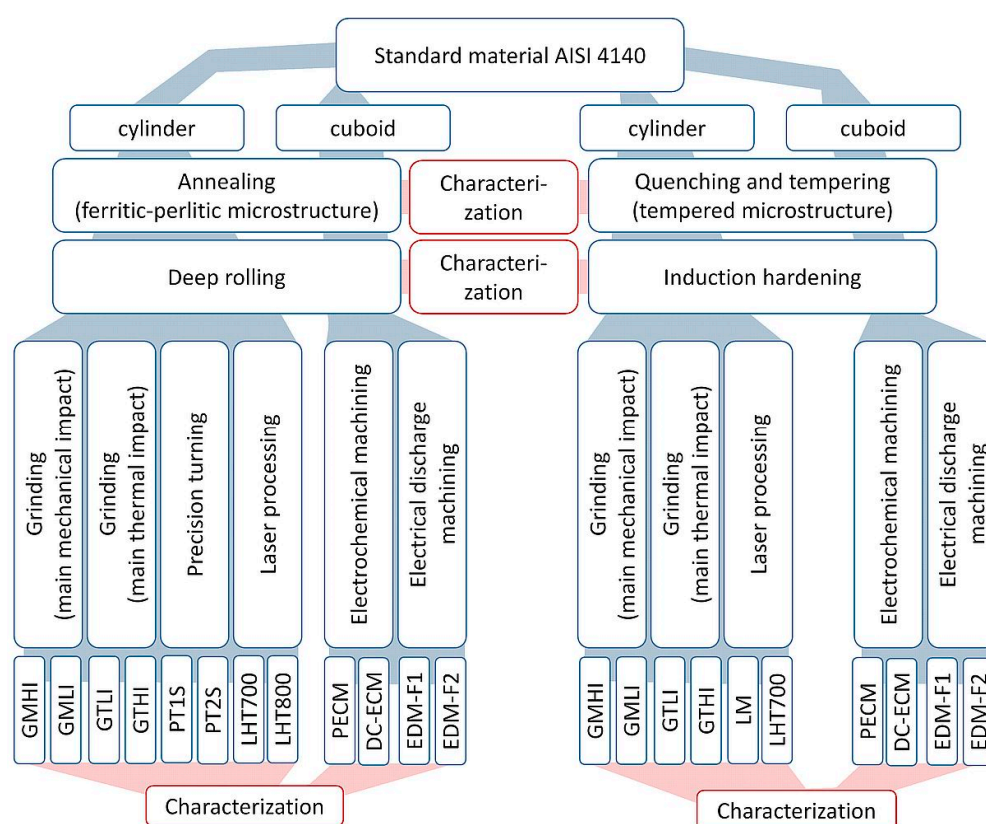 Standard material AISI 4140
cylinder
cuboid
cylinder
cuboid
Annealing
(ferritic-perlitic microstructure)
Characteri-
zation
Quenching and tempering
(tempered microstructure)
Deep rolling
Characteri-
zation
Induction hardening
Grinding
(main mechanical impact)
Grinding
(main thermal impact)
Precision turning
Laser processing
Electrochemical machining
Electrical discharge
machining
Grinding
(main mechanical impact)
Grinding
(main thermal impact)
Laser processing
Electrochemical machining
Electrical discharge
machining
GMHI
GMLI
GTLI
GTHI
PT1S
PT2S
LHT700
LHT800
PECM
DC-ECM
EDM-F1
EDM-F2
GMHI
GMLI
GTLI
GTHI
LM
LHT700
PECM
DC-ECM
EDM-F1
EDM-F2
Characterization
Characterization